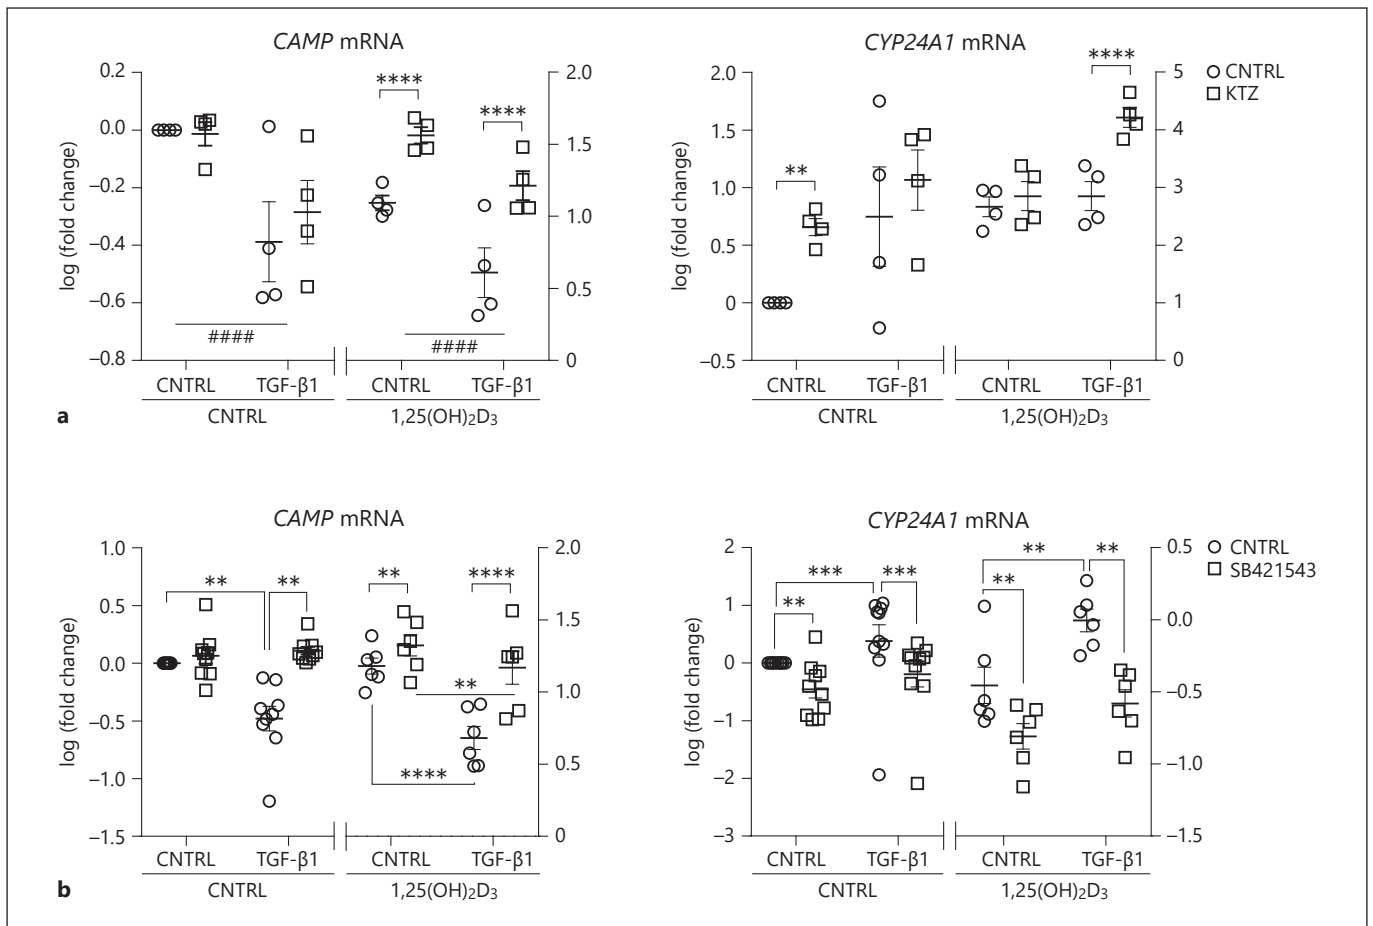 CAMP mRNA
0.2
0.0
−0.2
−0.4
−0.6
−0.8
log (fold change)
2.0
1.5
1.0
0.5
0
****
****
####
####
CNTRL TGF-β1 CNTRL TGF-β1
CNTRL 1,25(OH)₂D₃
a
CYP24A1 mRNA
2.0
1.5
1.0
0.5
0
−0.5
log (fold change)
5
4
3
2
1
0
**
****
CNTRL
KTZ
CNTRL TGF-β1 CNTRL TGF-β1
CNTRL 1,25(OH)₂D₃
CAMP mRNA
1.0
0.5
0.0
−0.5
−1.0
−1.5
log (fold change)
2.0
1.5
1.0
0.5
0
** **
** ****
**
****
CNTRL TGF-β1 CNTRL TGF-β1
CNTRL 1,25(OH)₂D₃
b
CYP24A1 mRNA
2
1
0
−1
−2
−3
log (fold change)
0.5
0.0
−0.5
−1.0
−1.5
*** ***
**
** **
**
CNTRL
SB421543
CNTRL TGF-β1 CNTRL TGF-β1
CNTRL 1,25(OH)₂D₃